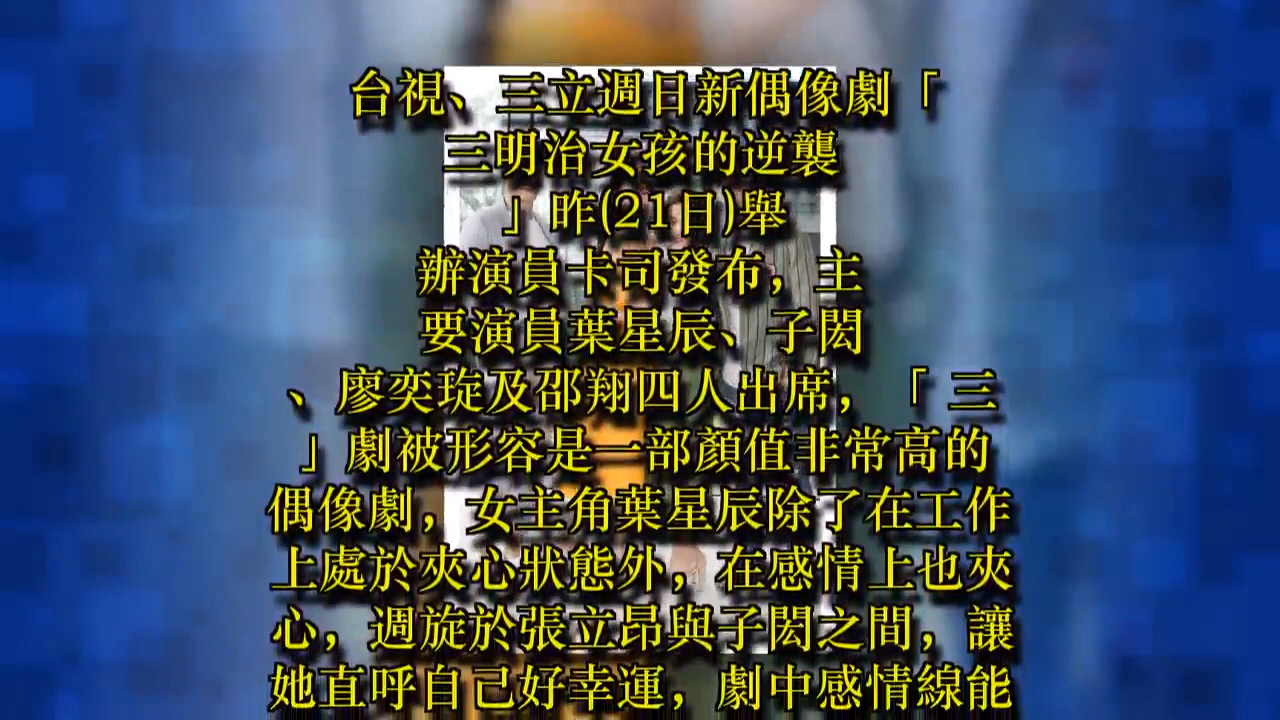 台視、三立週日新偶像劇「
三明治女孩的逆襲
」昨(21日)舉
辦演員卡司發布，主
要演員葉星辰、子閎
、廖奕琁及邵翔四人出席，「 三
」劇被形容是一部顏值非常高的
偶像劇，女主角葉星辰除了在工作
上處於夾心狀態外，在感情上也夾
心，週旋於張立昂與子閎之間，讓
她直呼自己好幸運，劇中感情線能